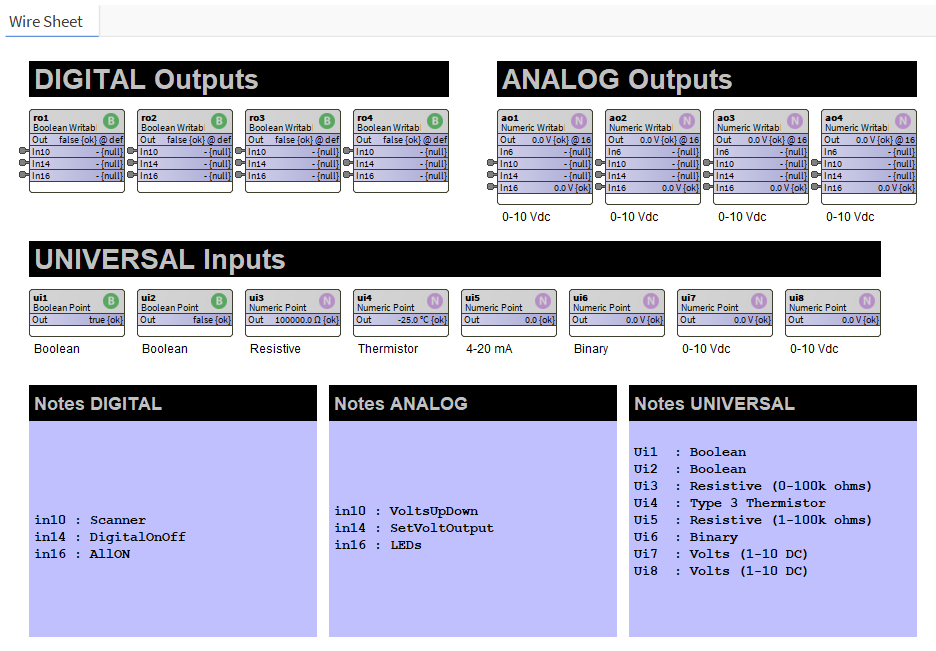 Wire Sheet
DIGITAL Outputs
ANALOG Outputs
ro1 B
Boolean Writabl
Out false {ok} @ def
In10 - {null}
In14 - {null}
In16 - {null}
ro2 B
Boolean Writabl
Out false {ok} @ def
In10 - {null}
In14 - {null}
In16 - {null}
ro3 B
Boolean Writabl
Out false {ok} @ def
In10 - {null}
In14 - {null}
In16 - {null}
ro4 B
Boolean Writabl
Out false {ok} @ def
In10 - {null}
In14 - {null}
In16 - {null}
ao1 N
Numeric Writabl
Out 0.0 V {ok} @ 16
In6 - {null}
In10 - {null}
In14 - {null}
In16 0.0 V {ok}
0-10 Vdc
ao2 N
Numeric Writabl
Out 0.0 V {ok} @ 16
In6 - {null}
In10 - {null}
In14 - {null}
In16 0.0 V {ok}
0-10 Vdc
ao3 N
Numeric Writabl
Out 0.0 V {ok} @ 16
In6 - {null}
In10 - {null}
In14 - {null}
In16 0.0 V {ok}
0-10 Vdc
ao4 N
Numeric Writabl
Out 0.0 V {ok} @ 16
In6 - {null}
In10 - {null}
In14 - {null}
In16 0.0 V {ok}
0-10 Vdc
UNIVERSAL Inputs
ui1 B
Boolean Point
Out true {ok}
Boolean
ui2 B
Boolean Point
Out false {ok}
Boolean
ui3 N
Numeric Point
Out 100000.0 Ω {ok}
Resistive
ui4 N
Numeric Point
Out -25.0 °C {ok}
Thermistor
ui5 N
Numeric Point
Out 0.0 {ok}
4-20 mA
ui6 N
Numeric Point
Out 0.0 V {ok}
Binary
ui7 N
Numeric Point
Out 0.0 V {ok}
0-10 Vdc
ui8 N
Numeric Point
Out 0.0 V {ok}
0-10 Vdc
Notes DIGITAL
in10 : Scanner
in14 : DigitalOnOff
in16 : AllON
Notes ANALOG
in10 : VoltsUpDown
in14 : SetVoltOutput
in16 : LEDs
Notes UNIVERSAL
Ui1 : Boolean
Ui2 : Boolean
Ui3 : Resistive (0-100k ohms)
Ui4 : Type 3 Thermistor
Ui5 : Resistive (1-100k ohms)
Ui6 : Binary
Ui7 : Volts (1-10 DC)
Ui8 : Volts (1-10 DC)